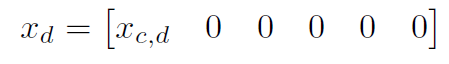 x_d = [x_{c,d} 0 0 0 0 0]